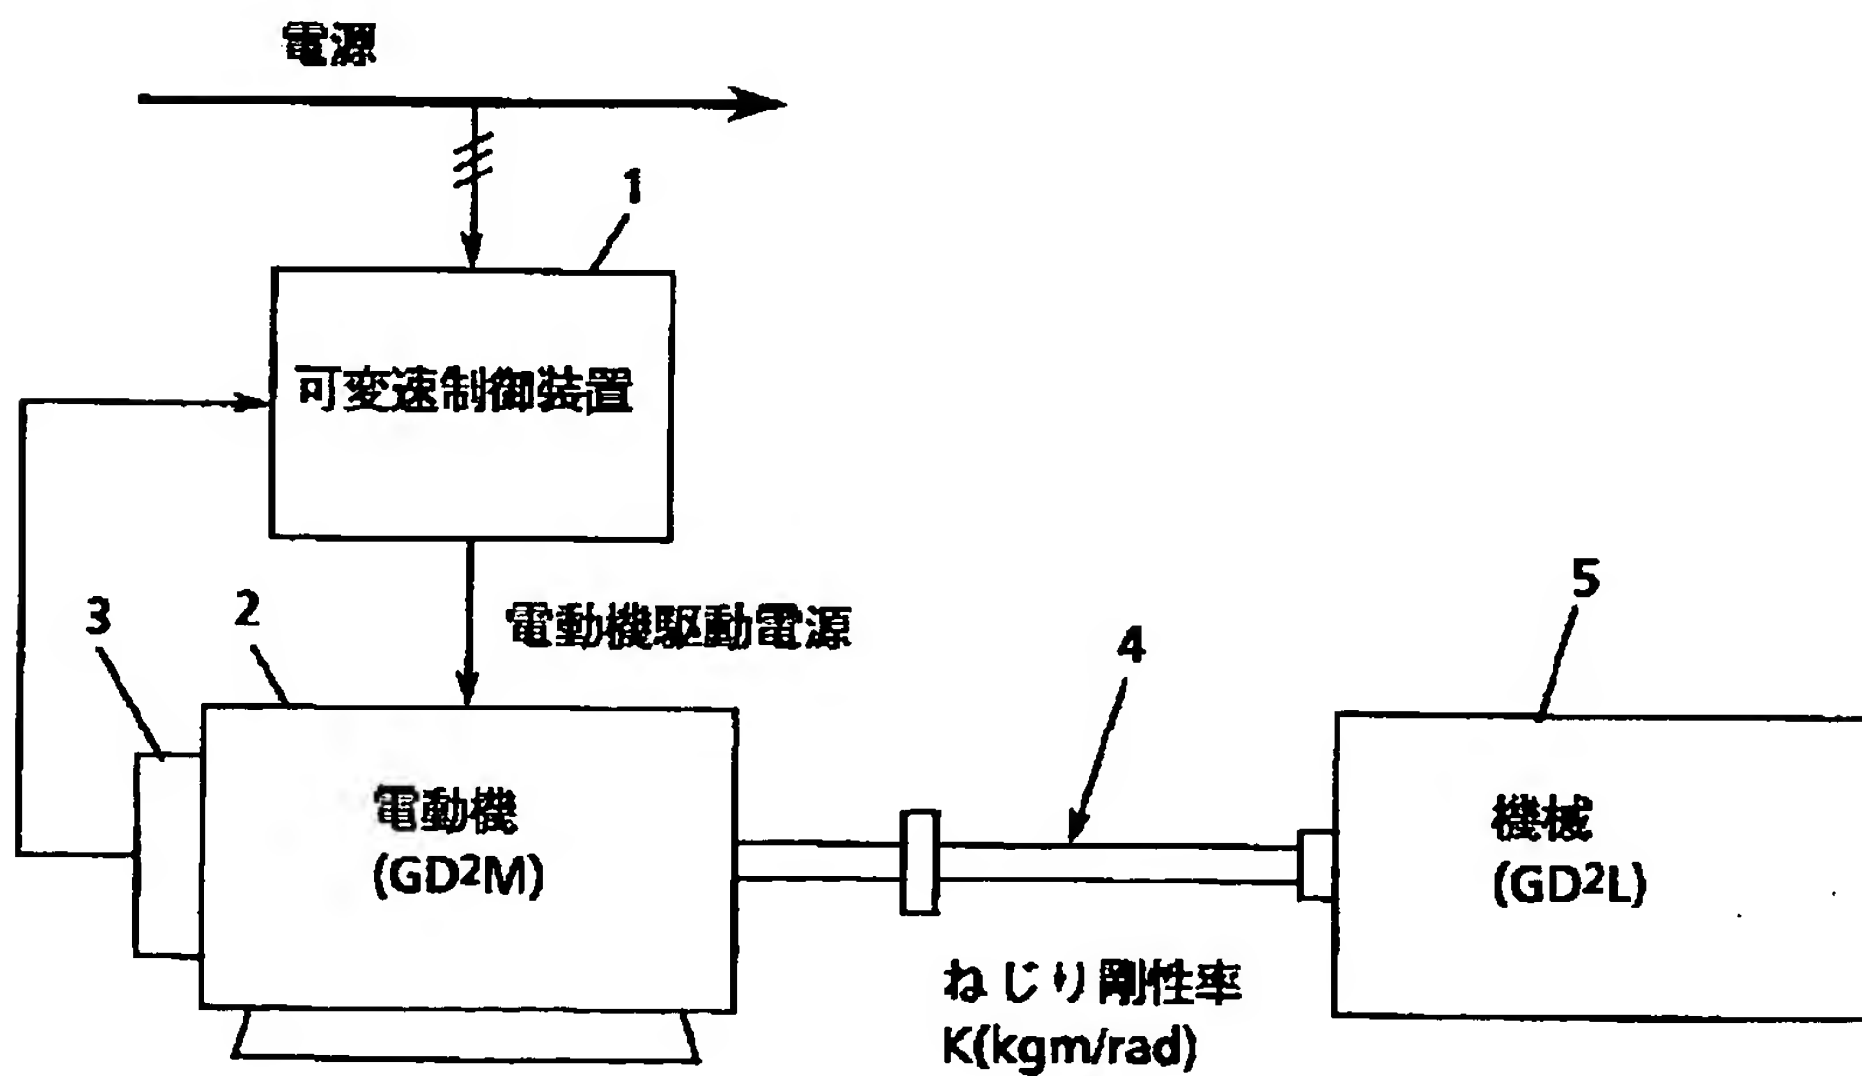 電源
1
可変速制御装置
3
2
電動機駆動電源
4
5
電動機
(GD²M)
機械
(GD²L)
ねじり剛性率
K(kgm/rad)